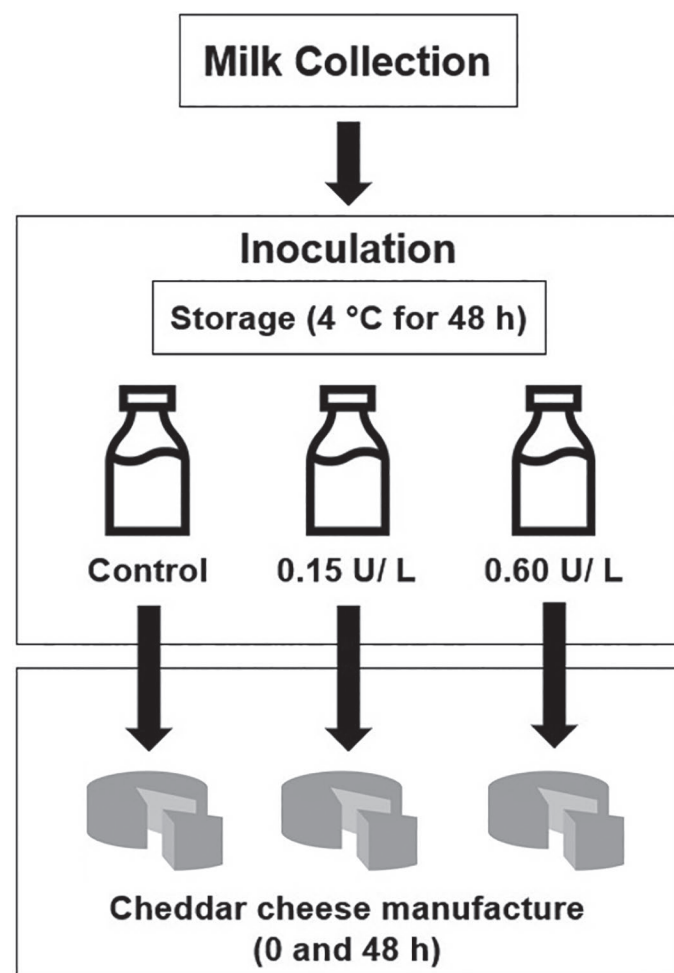 Milk Collection
Inoculation
Storage (4 °C for 48 h)
Control
0.15 U/ L
0.60 U/ L
Cheddar cheese manufacture
(0 and 48 h)